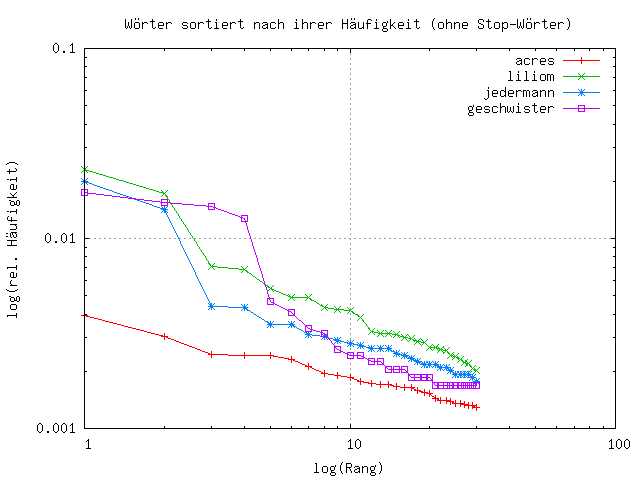 Wörter sortiert nach ihrer Häufigkeit (ohne Stop-Wörter)
0.1
acres
liliom
jedermann
geschwister
log(rel. Häufigkeit)
0.01
0.001
1
10
100
log(Rang)